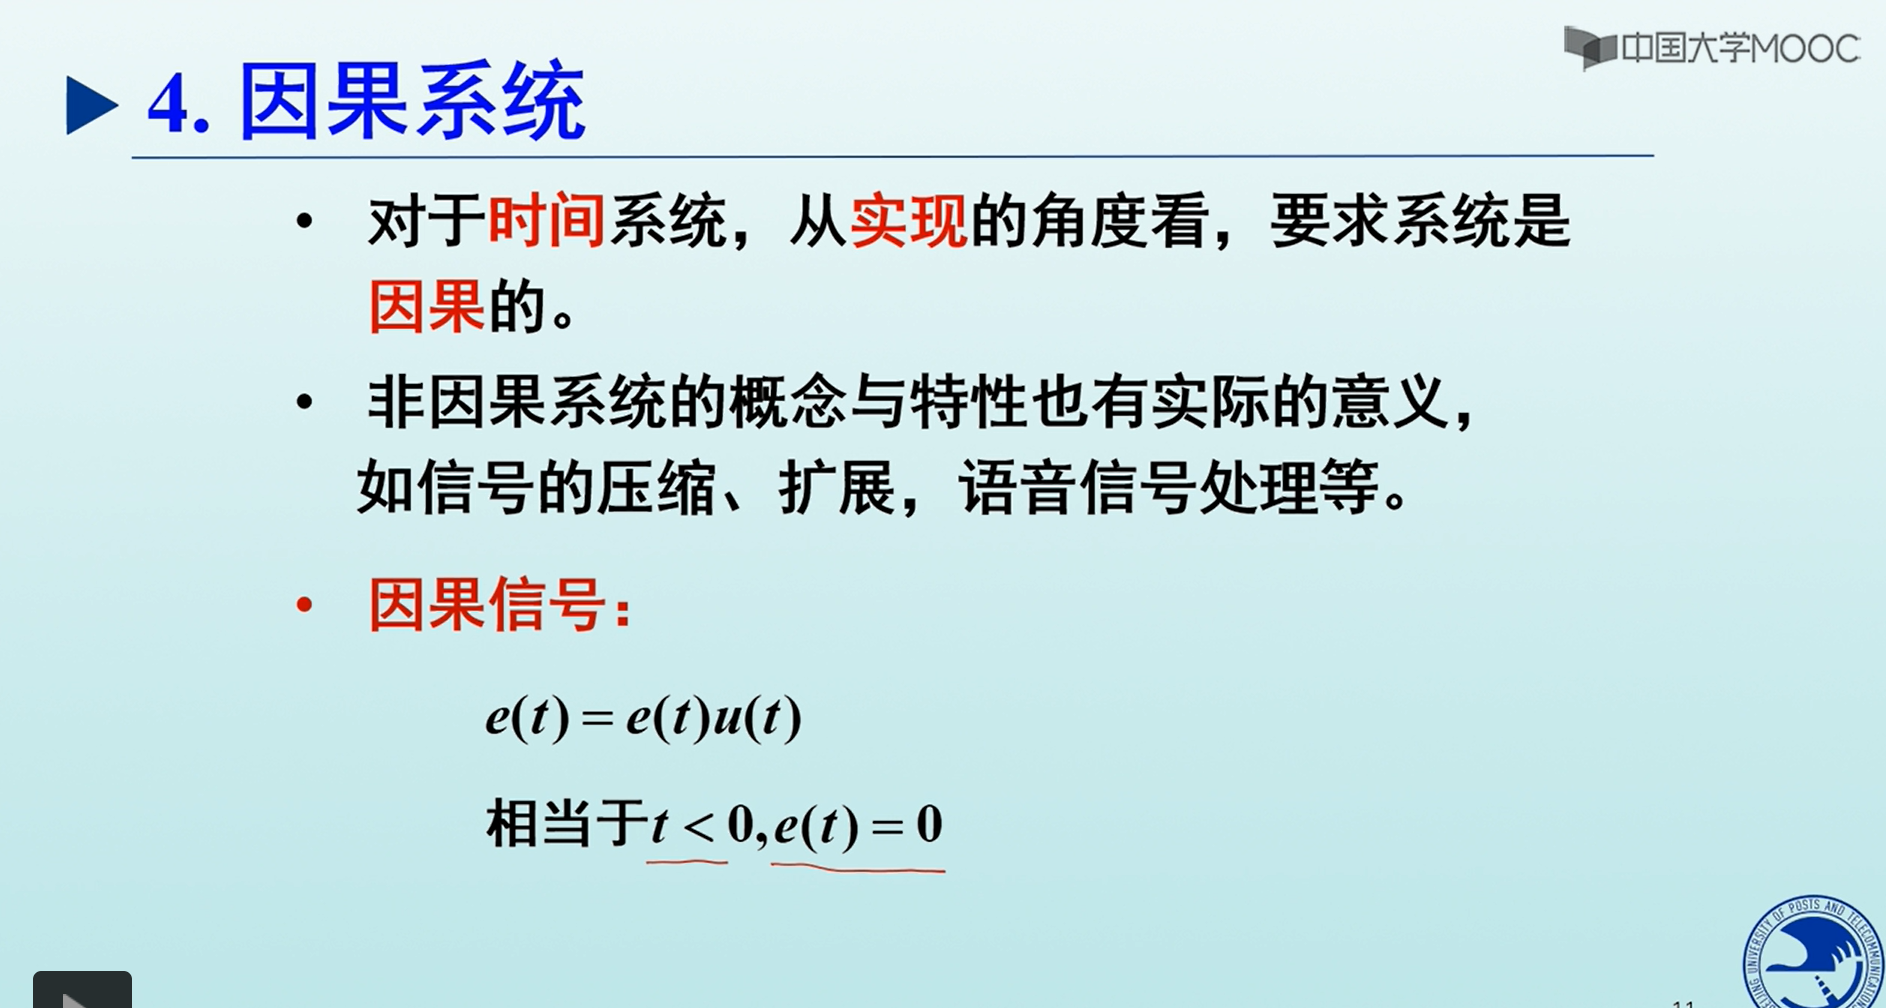 中国大学MOOC
4. 因果系统
• 对于时间系统，从实现的角度看，要求系统是
因果的。
• 非因果系统的概念与特性也有实际的意义，
如信号的压缩、扩展，语音信号处理等。
• 因果信号：
e(t) = e(t)u(t)
相当于t < 0, e(t) = 0
UNIVERSITY OF POSTS AND
11